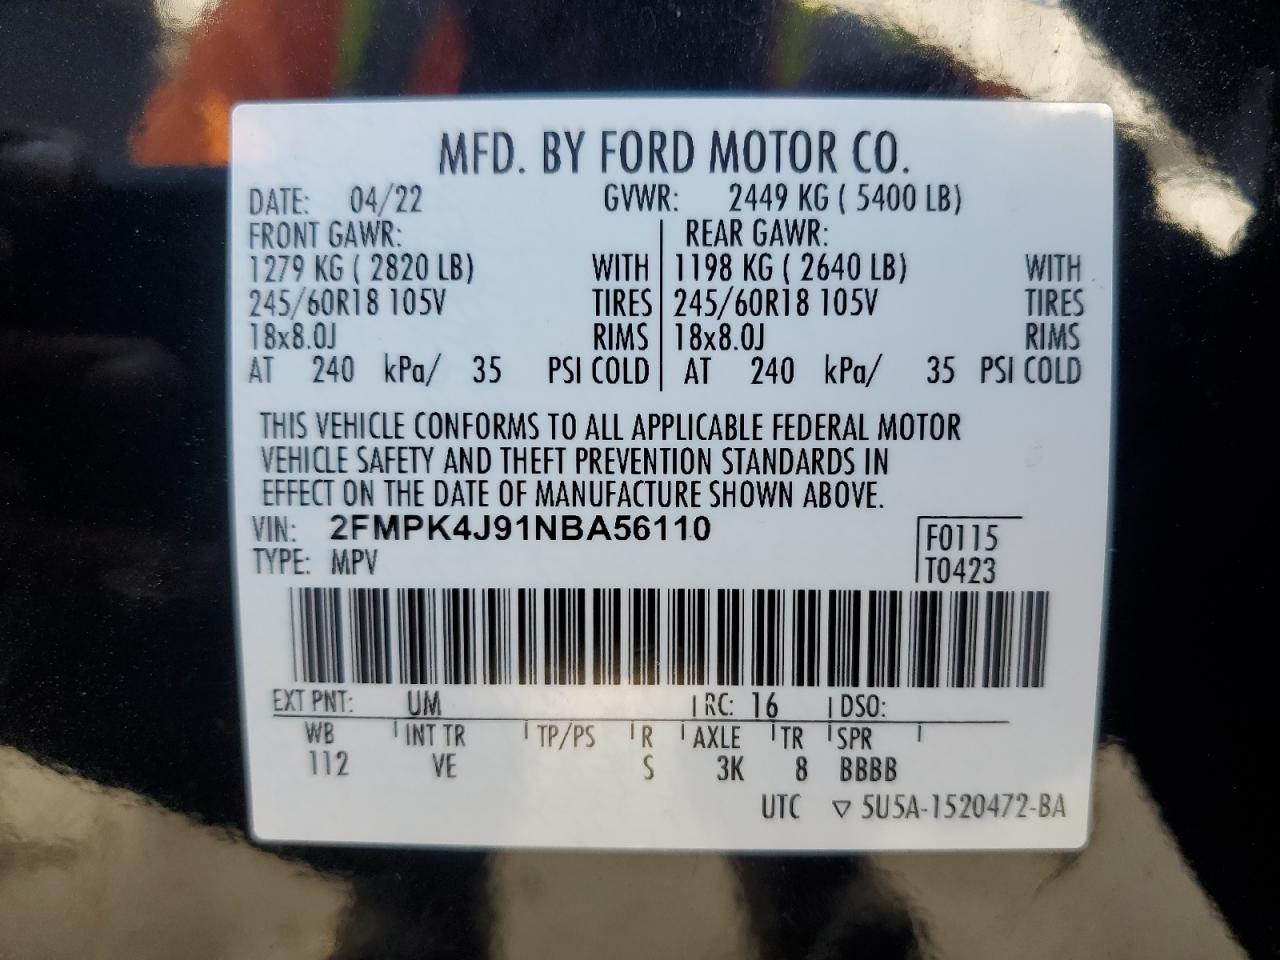 MFD. BY FORD MOTOR CO.
DATE: 04/22 GVWR: 2449 KG ( 5400 LB)
FRONT GAWR: REAR GAWR:
1279 KG ( 2820 LB) WITH 1198 KG ( 2640 LB) WITH
245/60R18 105V TIRES 245/60R18 105V TIRES
18x8.0J RIMS 18x8.0J RIMS
AT 240 kPa/ 35 PSI COLD AT 240 kPa/ 35 PSI COLD
THIS VEHICLE CONFORMS TO ALL APPLICABLE FEDERAL MOTOR
VEHICLE SAFETY AND THEFT PREVENTION STANDARDS IN
EFFECT ON THE DATE OF MANUFACTURE SHOWN ABOVE.
VIN: 2FMPK4J91NBA56110 F0115
TYPE: MPV T0423
EXT PNT: UM RC: 16 DSO:
WB INT TR TP/PS R AXLE TR SPR
112 VE S 3K 8 BBBB
UTC ▽ 5U5A-1520472-BA